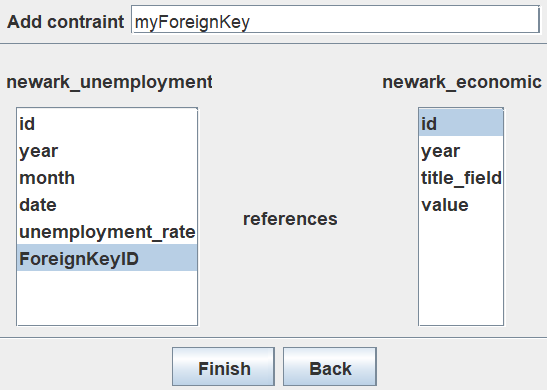 Add contraint myForeignKey
newark_unemployment
newark_economic
id
year
month
date
unemployment_rate
ForeignKeyID
references
id
year
title_field
value
Finish
Back